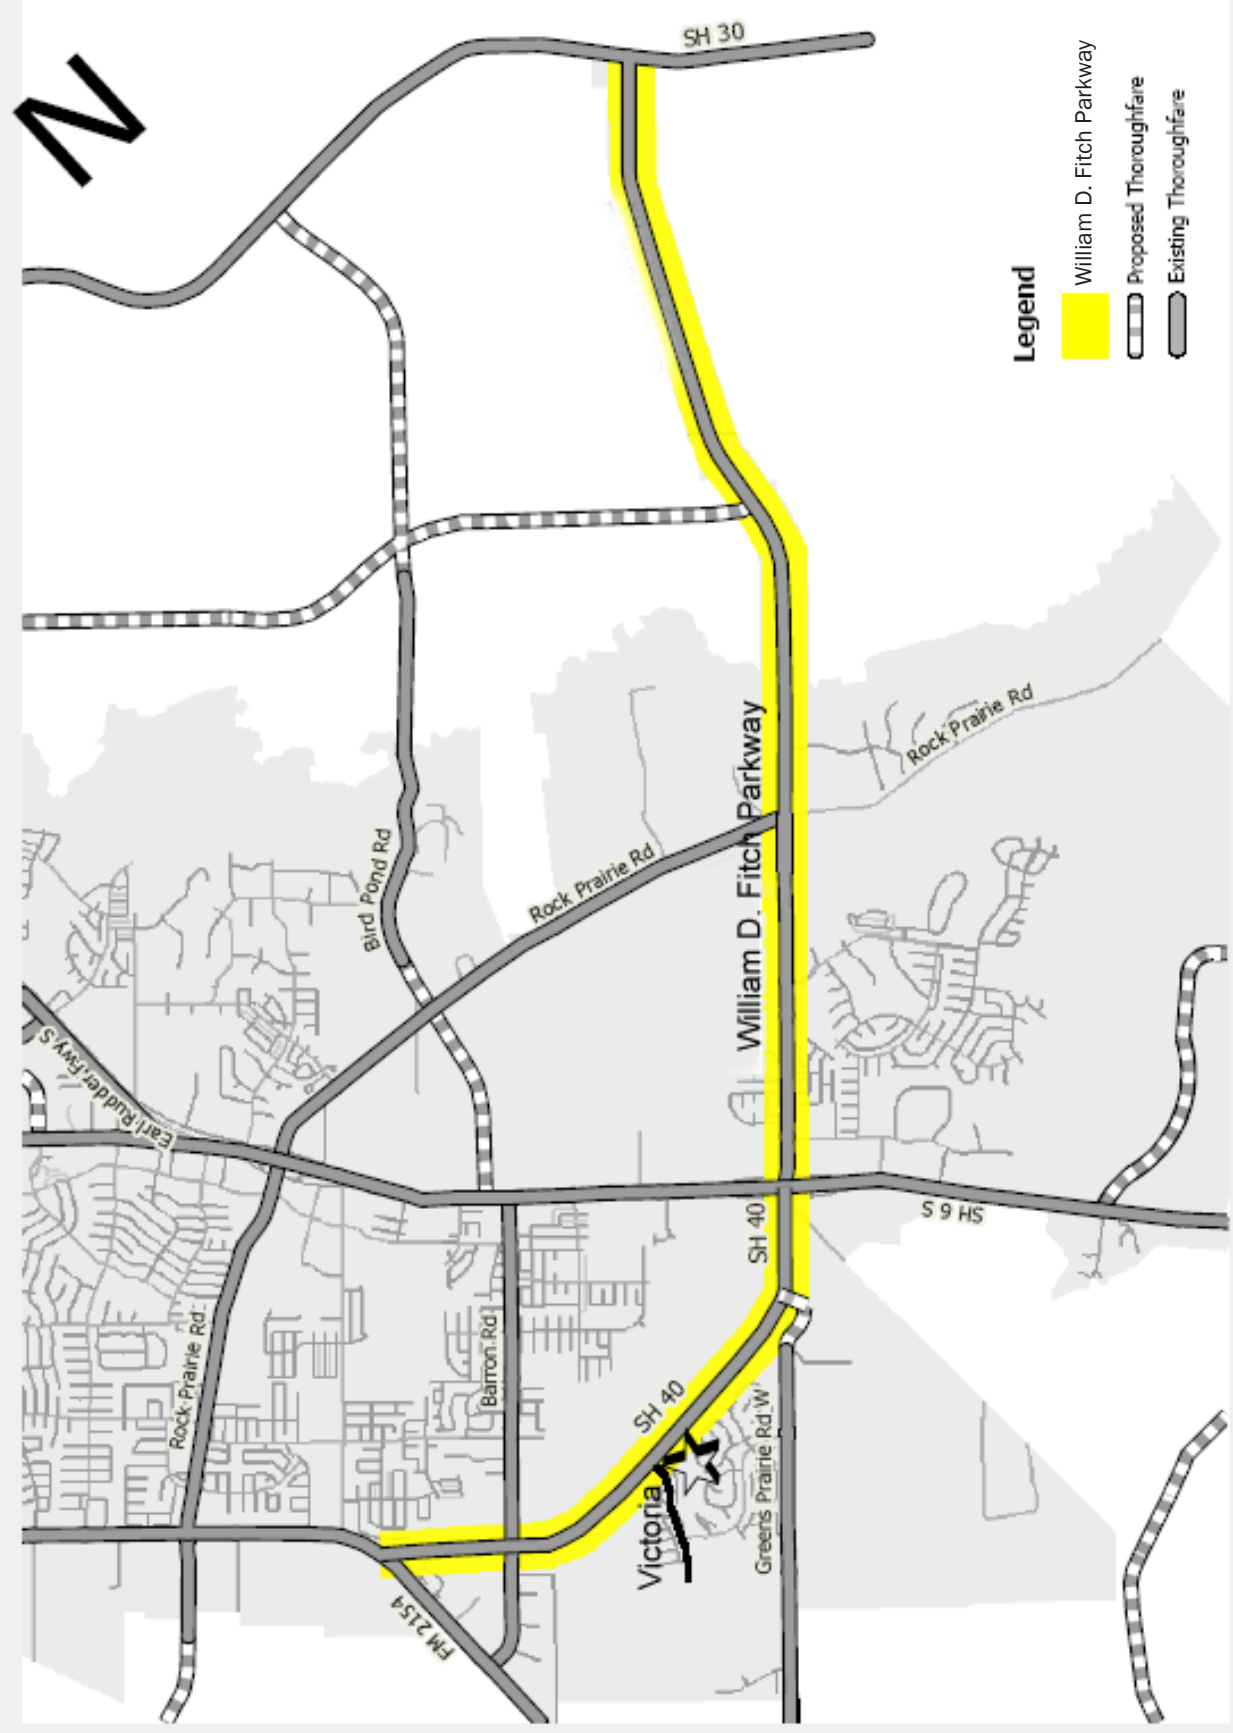 N
SH 30
Legend
William D. Fitch Parkway
Proposed Thoroughfare
Existing Thoroughfare
Bird Pond Rd
Rock Prairie Rd
Rock Prairie Rd
William D. Fitch Parkway
Earl Rudder Fwy S
SH 40
SH 6 S
Rock Prairie Rd
Barron Rd
SH 40
Victoria
Greens Prairie Rd W
FM 2154